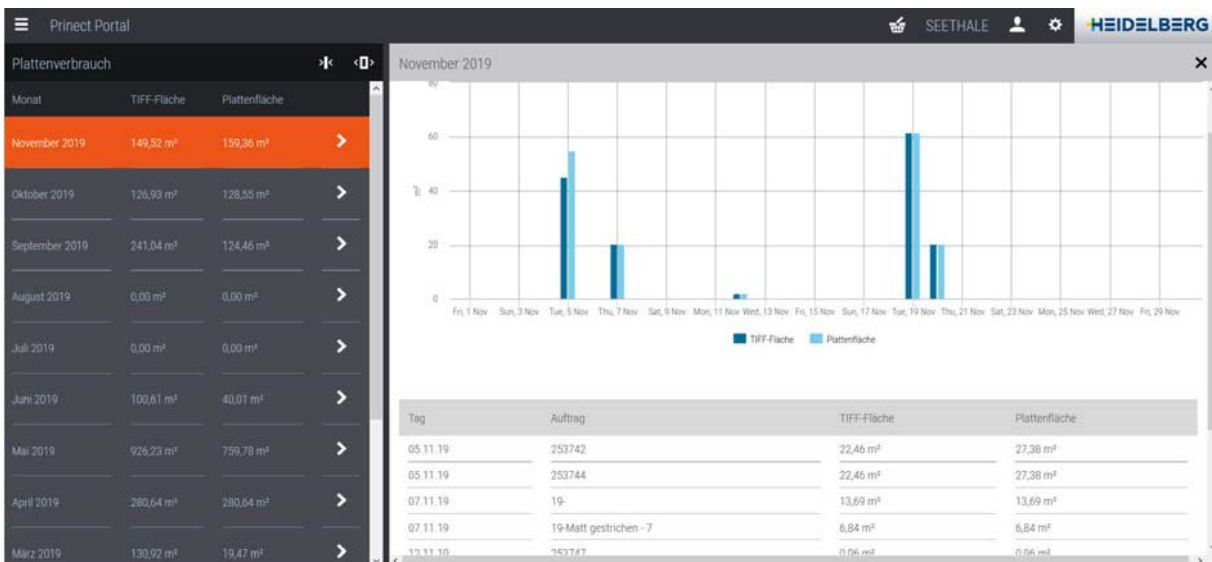 Prinect Portal
SEETHALE
HEIDELBERG
Plattenverbrauch
Monat TIFF-Fläche Plattenfläche
November 2019 149,52 m² 159,36 m²
Oktober 2019 126,93 m² 128,55 m²
September 2019 241,04 m² 124,46 m²
August 2019 0,00 m² 0,00 m²
Juli 2019 0,00 m² 0,00 m²
Juni 2019 100,61 m² 40,01 m²
Mai 2019 926,23 m² 759,78 m²
April 2019 280,64 m² 280,64 m²
März 2019 130,92 m² 19,47 m²
November 2019
80
60
m²
40
20
0
Fri, 1 Nov Sun, 3 Nov Tue, 5 Nov Thu, 7 Nov Sat, 9 Nov Mon, 11 Nov Wed, 13 Nov Fri, 15 Nov Sun, 17 Nov Tue, 19 Nov Thu, 21 Nov Sat, 23 Nov Mon, 25 Nov Wed, 27 Nov Fri, 29 Nov
TIFF-Fläche Plattenfläche
Tag Auftrag TIFF-Fläche Plattenfläche
05.11.19 253742 22,46 m² 27,38 m²
05.11.19 253744 22,46 m² 27,38 m²
07.11.19 19- 13,69 m² 13,69 m²
07.11.19 19-Matt gestrichen - 7 6,84 m² 6,84 m²
253747 0,96 m² 0,96 m²